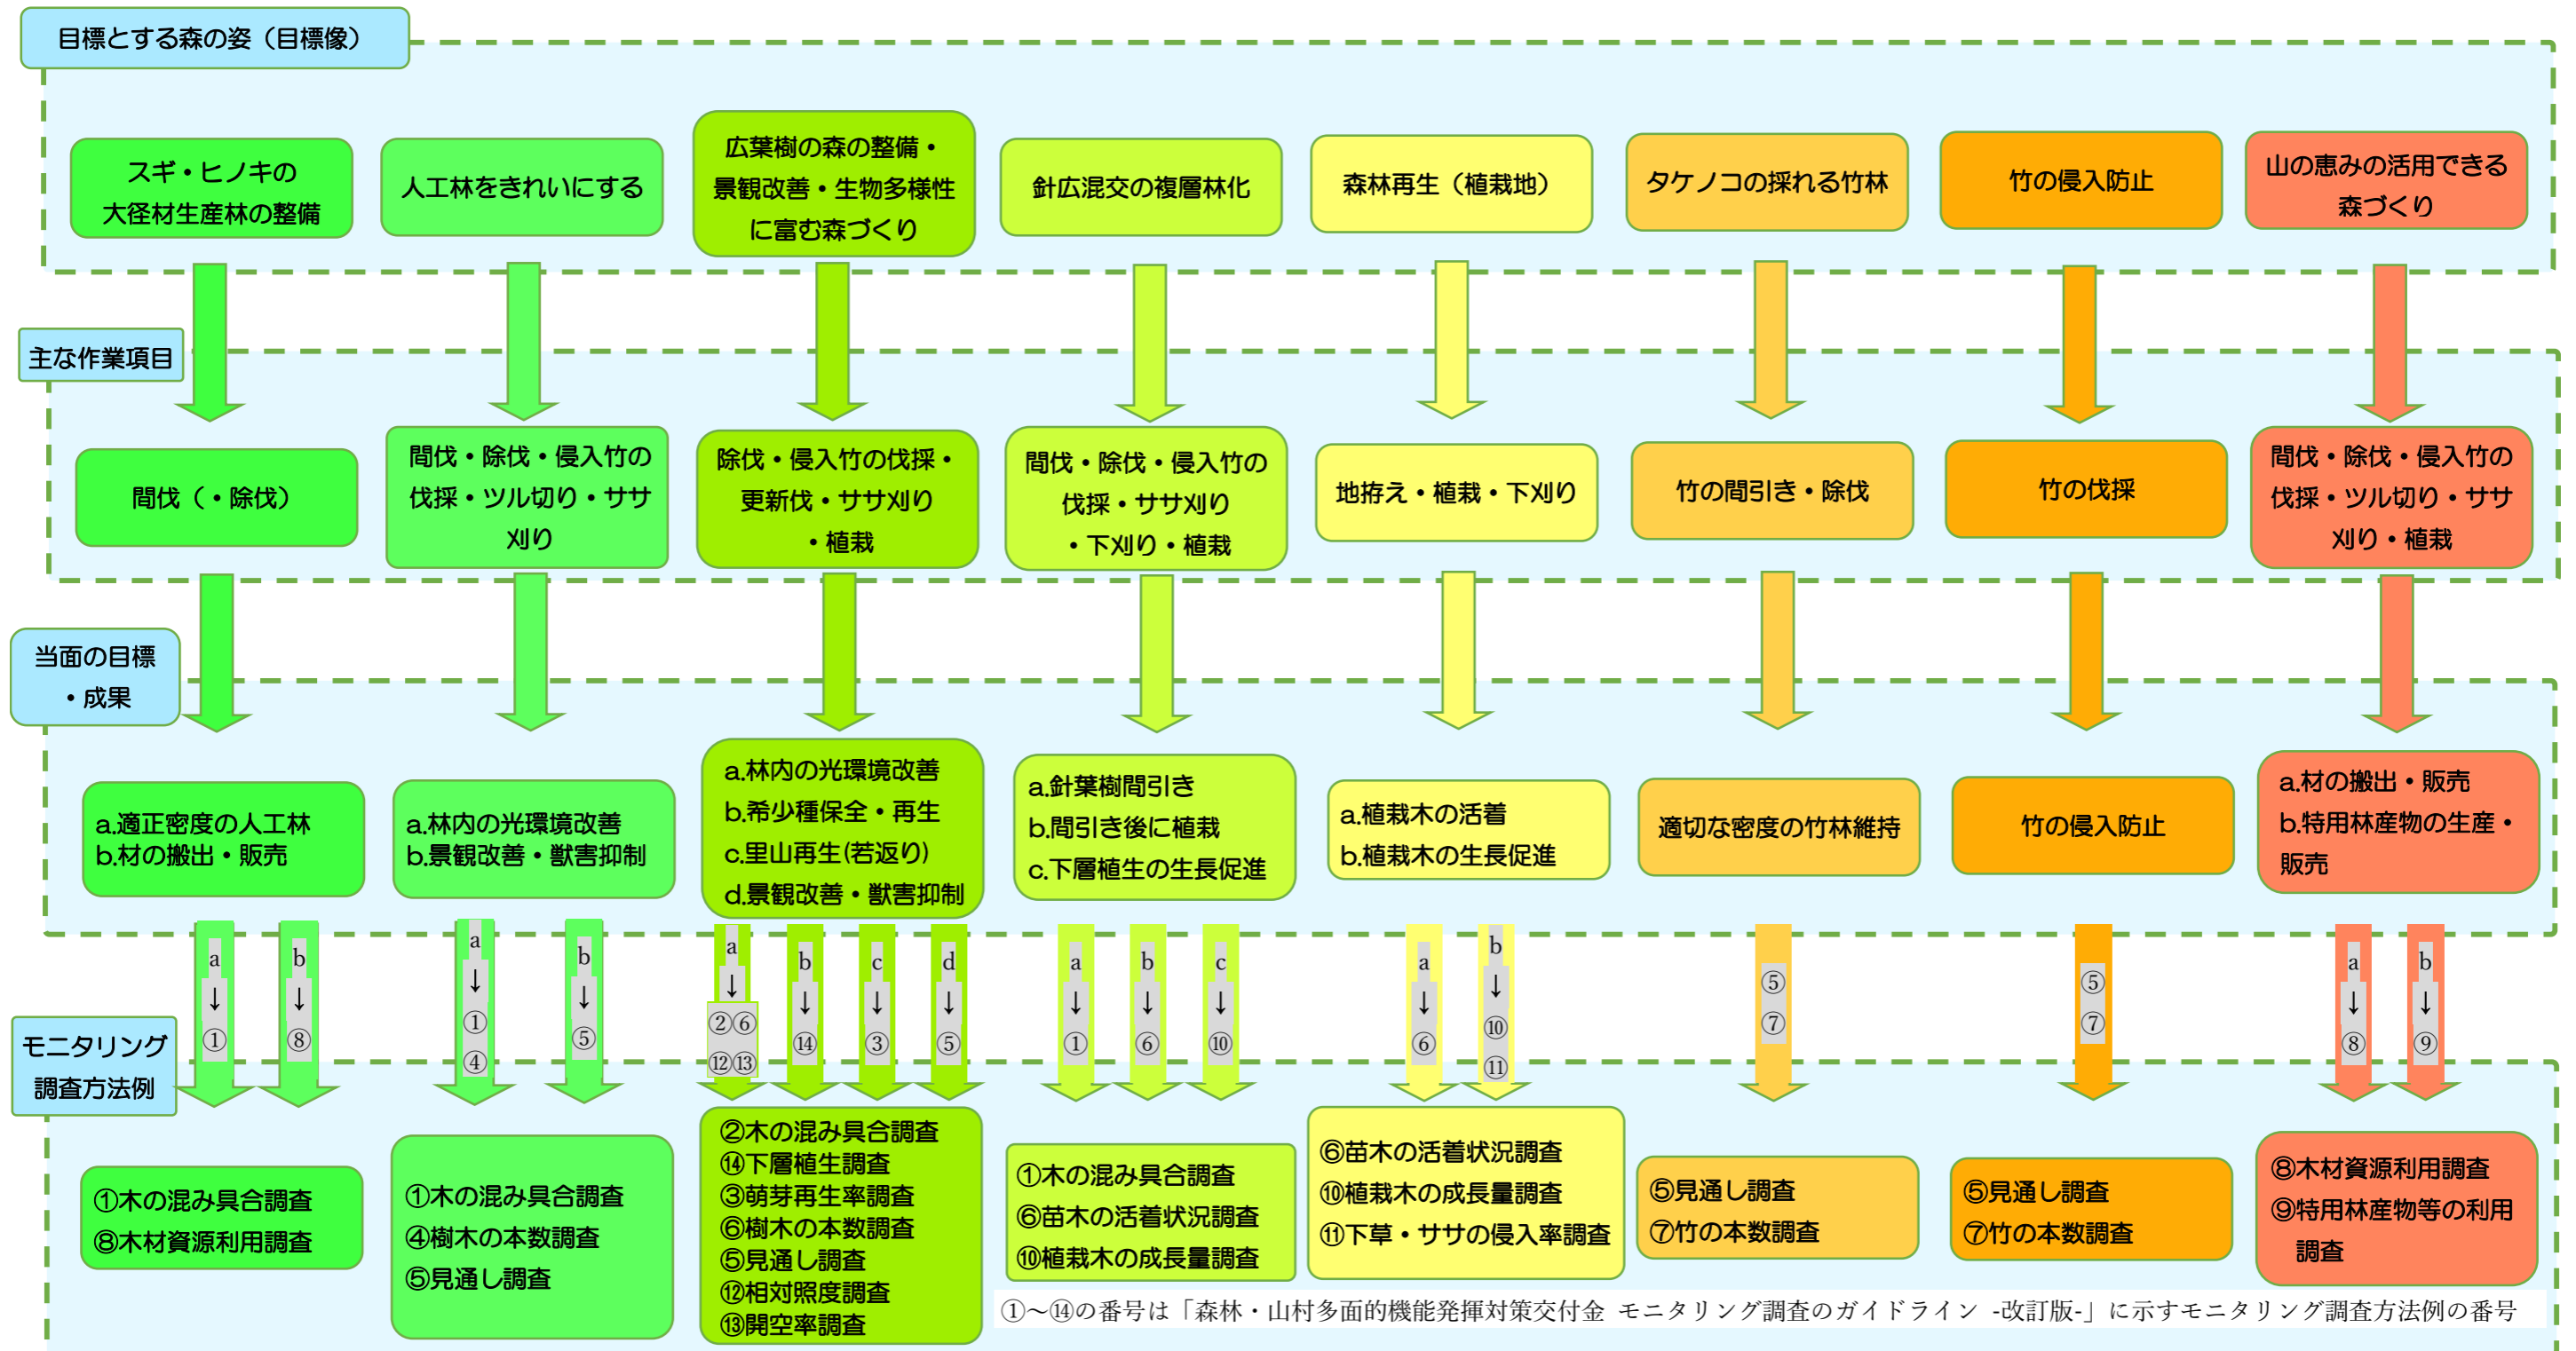 目標とする森の姿（目標像）
スギ・ヒノキの
大径材生産林の整備
人工林をきれいにする
広葉樹の森の整備・
景観改善・生物多様性
に富む森づくり
針広混交の複層林化
森林再生（植栽地）
タケノコの採れる竹林
竹の侵入防止
山の恵みの活用できる
森づくり
主な作業項目
間伐（・除伐）
間伐・除伐・侵入竹の
伐採・ツル切り・ササ
刈り
除伐・侵入竹の伐採・
更新伐・ササ刈り
・植栽
間伐・除伐・侵入竹の
伐採・ササ刈り
・下刈り・植栽
地拵え・植栽・下刈り
竹の間引き・除伐
竹の伐採
間伐・除伐・侵入竹の
伐採・ツル切り・ササ
刈り・植栽
当面の目標
・成果
a.適正密度の人工林
b.材の搬出・販売
a.林内の光環境改善
b.景観改善・獣害抑制
a.林内の光環境改善
b.希少種保全・再生
c.里山再生(若返り)
d.景観改善・獣害抑制
a.針葉樹間引き
b.間引き後に植栽
c.下層植生の生長促進
a.植栽木の活着
b.植栽木の生長促進
適切な密度の竹林維持
竹の侵入防止
a.材の搬出・販売
b.特用林産物の生産・
販売
a
↓
①
b
↓
⑧
a
↓
①
④
b
↓
⑤
a
↓
②⑥
⑫⑬
b
↓
⑭
c
↓
③
d
↓
⑤
a
↓
①
b
↓
⑥
c
↓
⑩
a
↓
⑥
b
↓
⑩
⑪
⑤
⑦
⑤
⑦
a
↓
⑧
b
↓
⑨
モニタリング
調査方法例
①木の混み具合調査
⑧木材資源利用調査
①木の混み具合調査
④樹木の本数調査
⑤見通し調査
②木の混み具合調査
⑭下層植生調査
③萌芽再生率調査
⑥樹木の本数調査
⑤見通し調査
⑫相対照度調査
⑬開空率調査
①木の混み具合調査
⑥苗木の活着状況調査
⑩植栽木の成長量調査
⑥苗木の活着状況調査
⑩植栽木の成長量調査
⑪下草・ササの侵入率調査
⑤見通し調査
⑦竹の本数調査
⑤見通し調査
⑦竹の本数調査
⑧木材資源利用調査
⑨特用林産物等の利用
調査
①～⑭の番号は「森林・山村多面的機能発揮対策交付金 モニタリング調査のガイドライン -改訂版-」に示すモニタリング調査方法例の番号